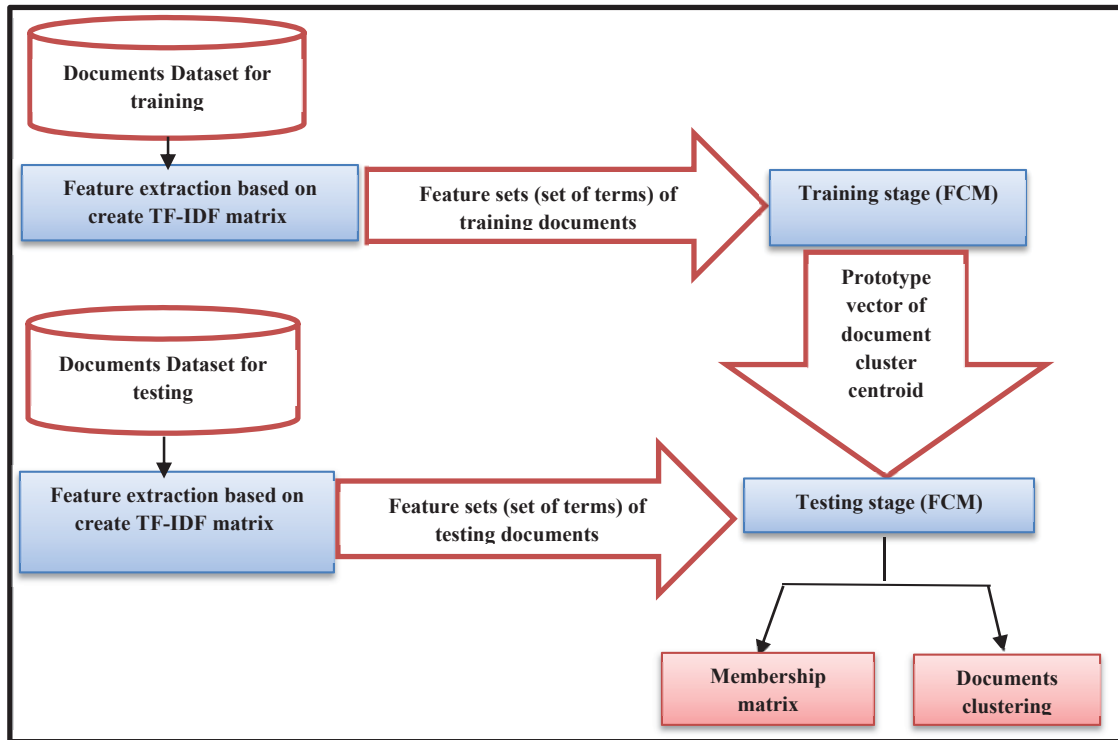 Documents Dataset for
training
Feature extraction based on
create TF-IDF matrix
Feature sets (set of terms) of
training documents
Training stage (FCM)
Prototype
vector of
document
cluster
centroid
Documents Dataset for
testing
Feature extraction based on
create TF-IDF matrix
Feature sets (set of terms) of
testing documents
Testing stage (FCM)
Membership
matrix
Documents
clustering